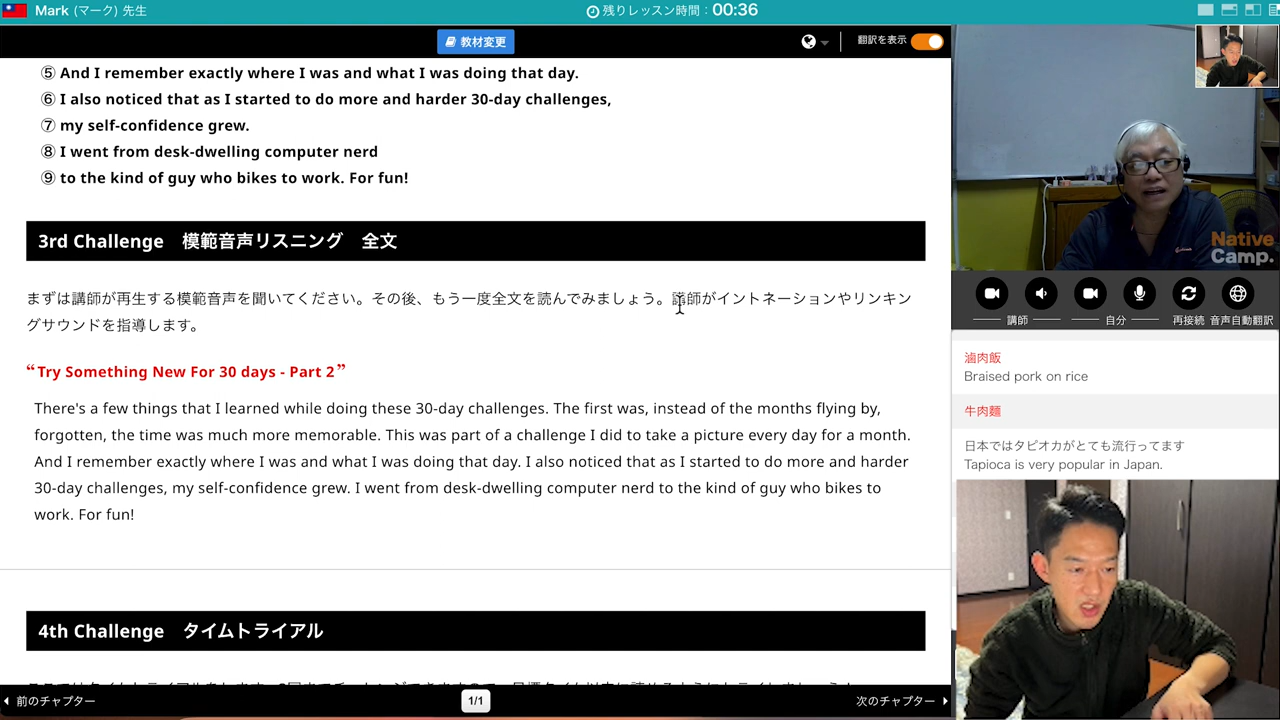 Mark (マーク) 先生
残りレッスン時間：00:36
教材変更
翻訳を表示
⑤ And I remember exactly where I was and what I was doing that day.
⑥ I also noticed that as I started to do more and harder 30-day challenges,
⑦ my self-confidence grew.
⑧ I went from desk-dwelling computer nerd
⑨ to the kind of guy who bikes to work. For fun!
3rd Challenge　模範音声リスニング　全文
まずは講師が再生する模範音声を聞いてください。その後、もう一度全文を読んでみましょう。講師がイントネーションやリンキン
グサウンドを指導します。
“Try Something New For 30 days - Part 2”
There's a few things that I learned while doing these 30-day challenges. The first was, instead of the months flying by,
forgotten, the time was much more memorable. This was part of a challenge I did to take a picture every day for a month.
And I remember exactly where I was and what I was doing that day. I also noticed that as I started to do more and harder
30-day challenges, my self-confidence grew. I went from desk-dwelling computer nerd to the kind of guy who bikes to
work. For fun!
4th Challenge　タイムトライアル
前のチャプター
1/1
次のチャプター
Native
Camp.
講師
自分
再接続
音声自動翻訳
滷肉飯
Braised pork on rice
牛肉麵
日本ではタピオカがとても流行ってます
Tapioca is very popular in Japan.